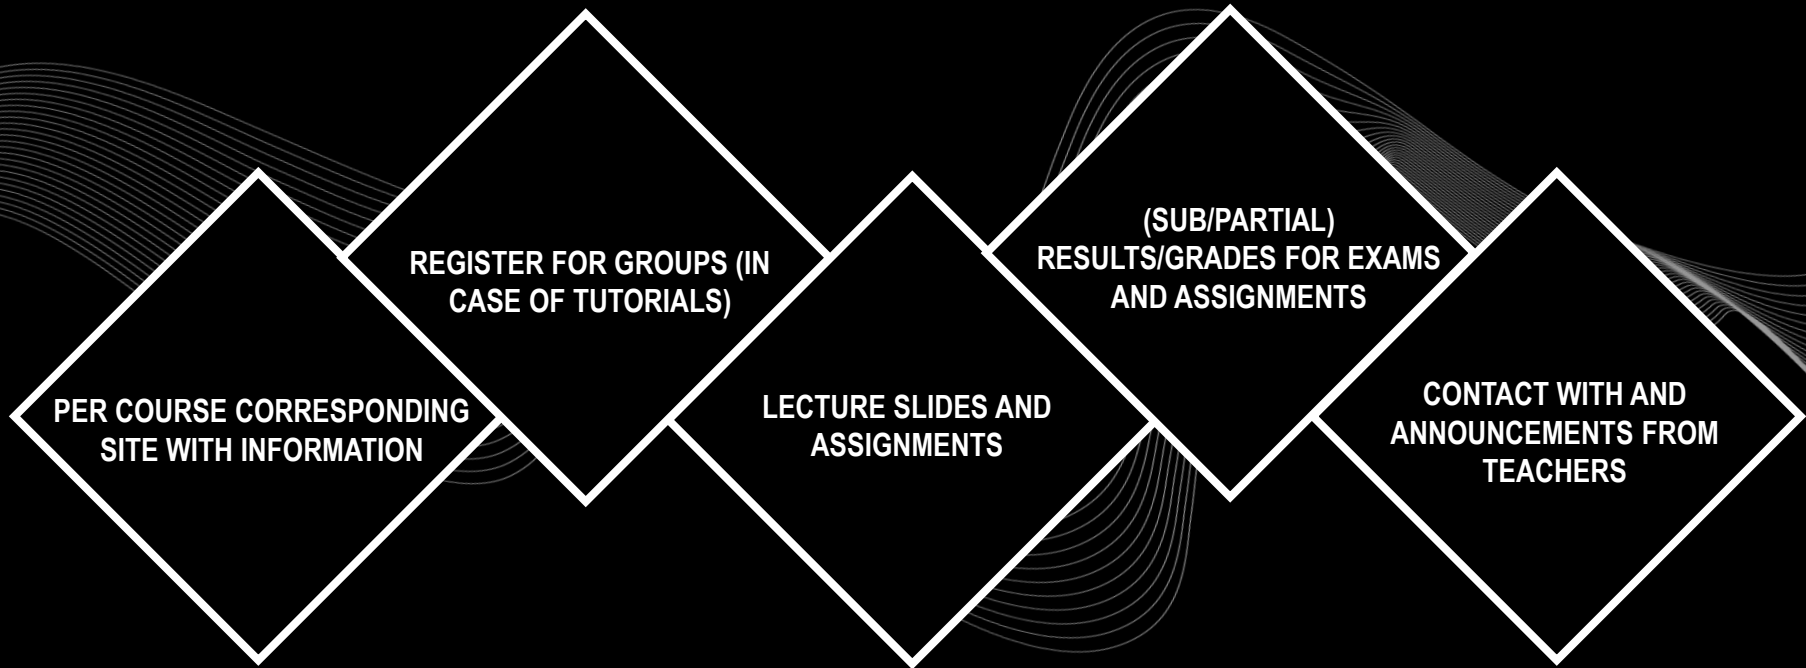 PER COURSE CORRESPONDING
SITE WITH INFORMATION
REGISTER FOR GROUPS (IN
CASE OF TUTORIALS)
LECTURE SLIDES AND
ASSIGNMENTS
(SUB/PARTIAL)
RESULTS/GRADES FOR EXAMS
AND ASSIGNMENTS
CONTACT WITH AND
ANNOUNCEMENTS FROM
TEACHERS